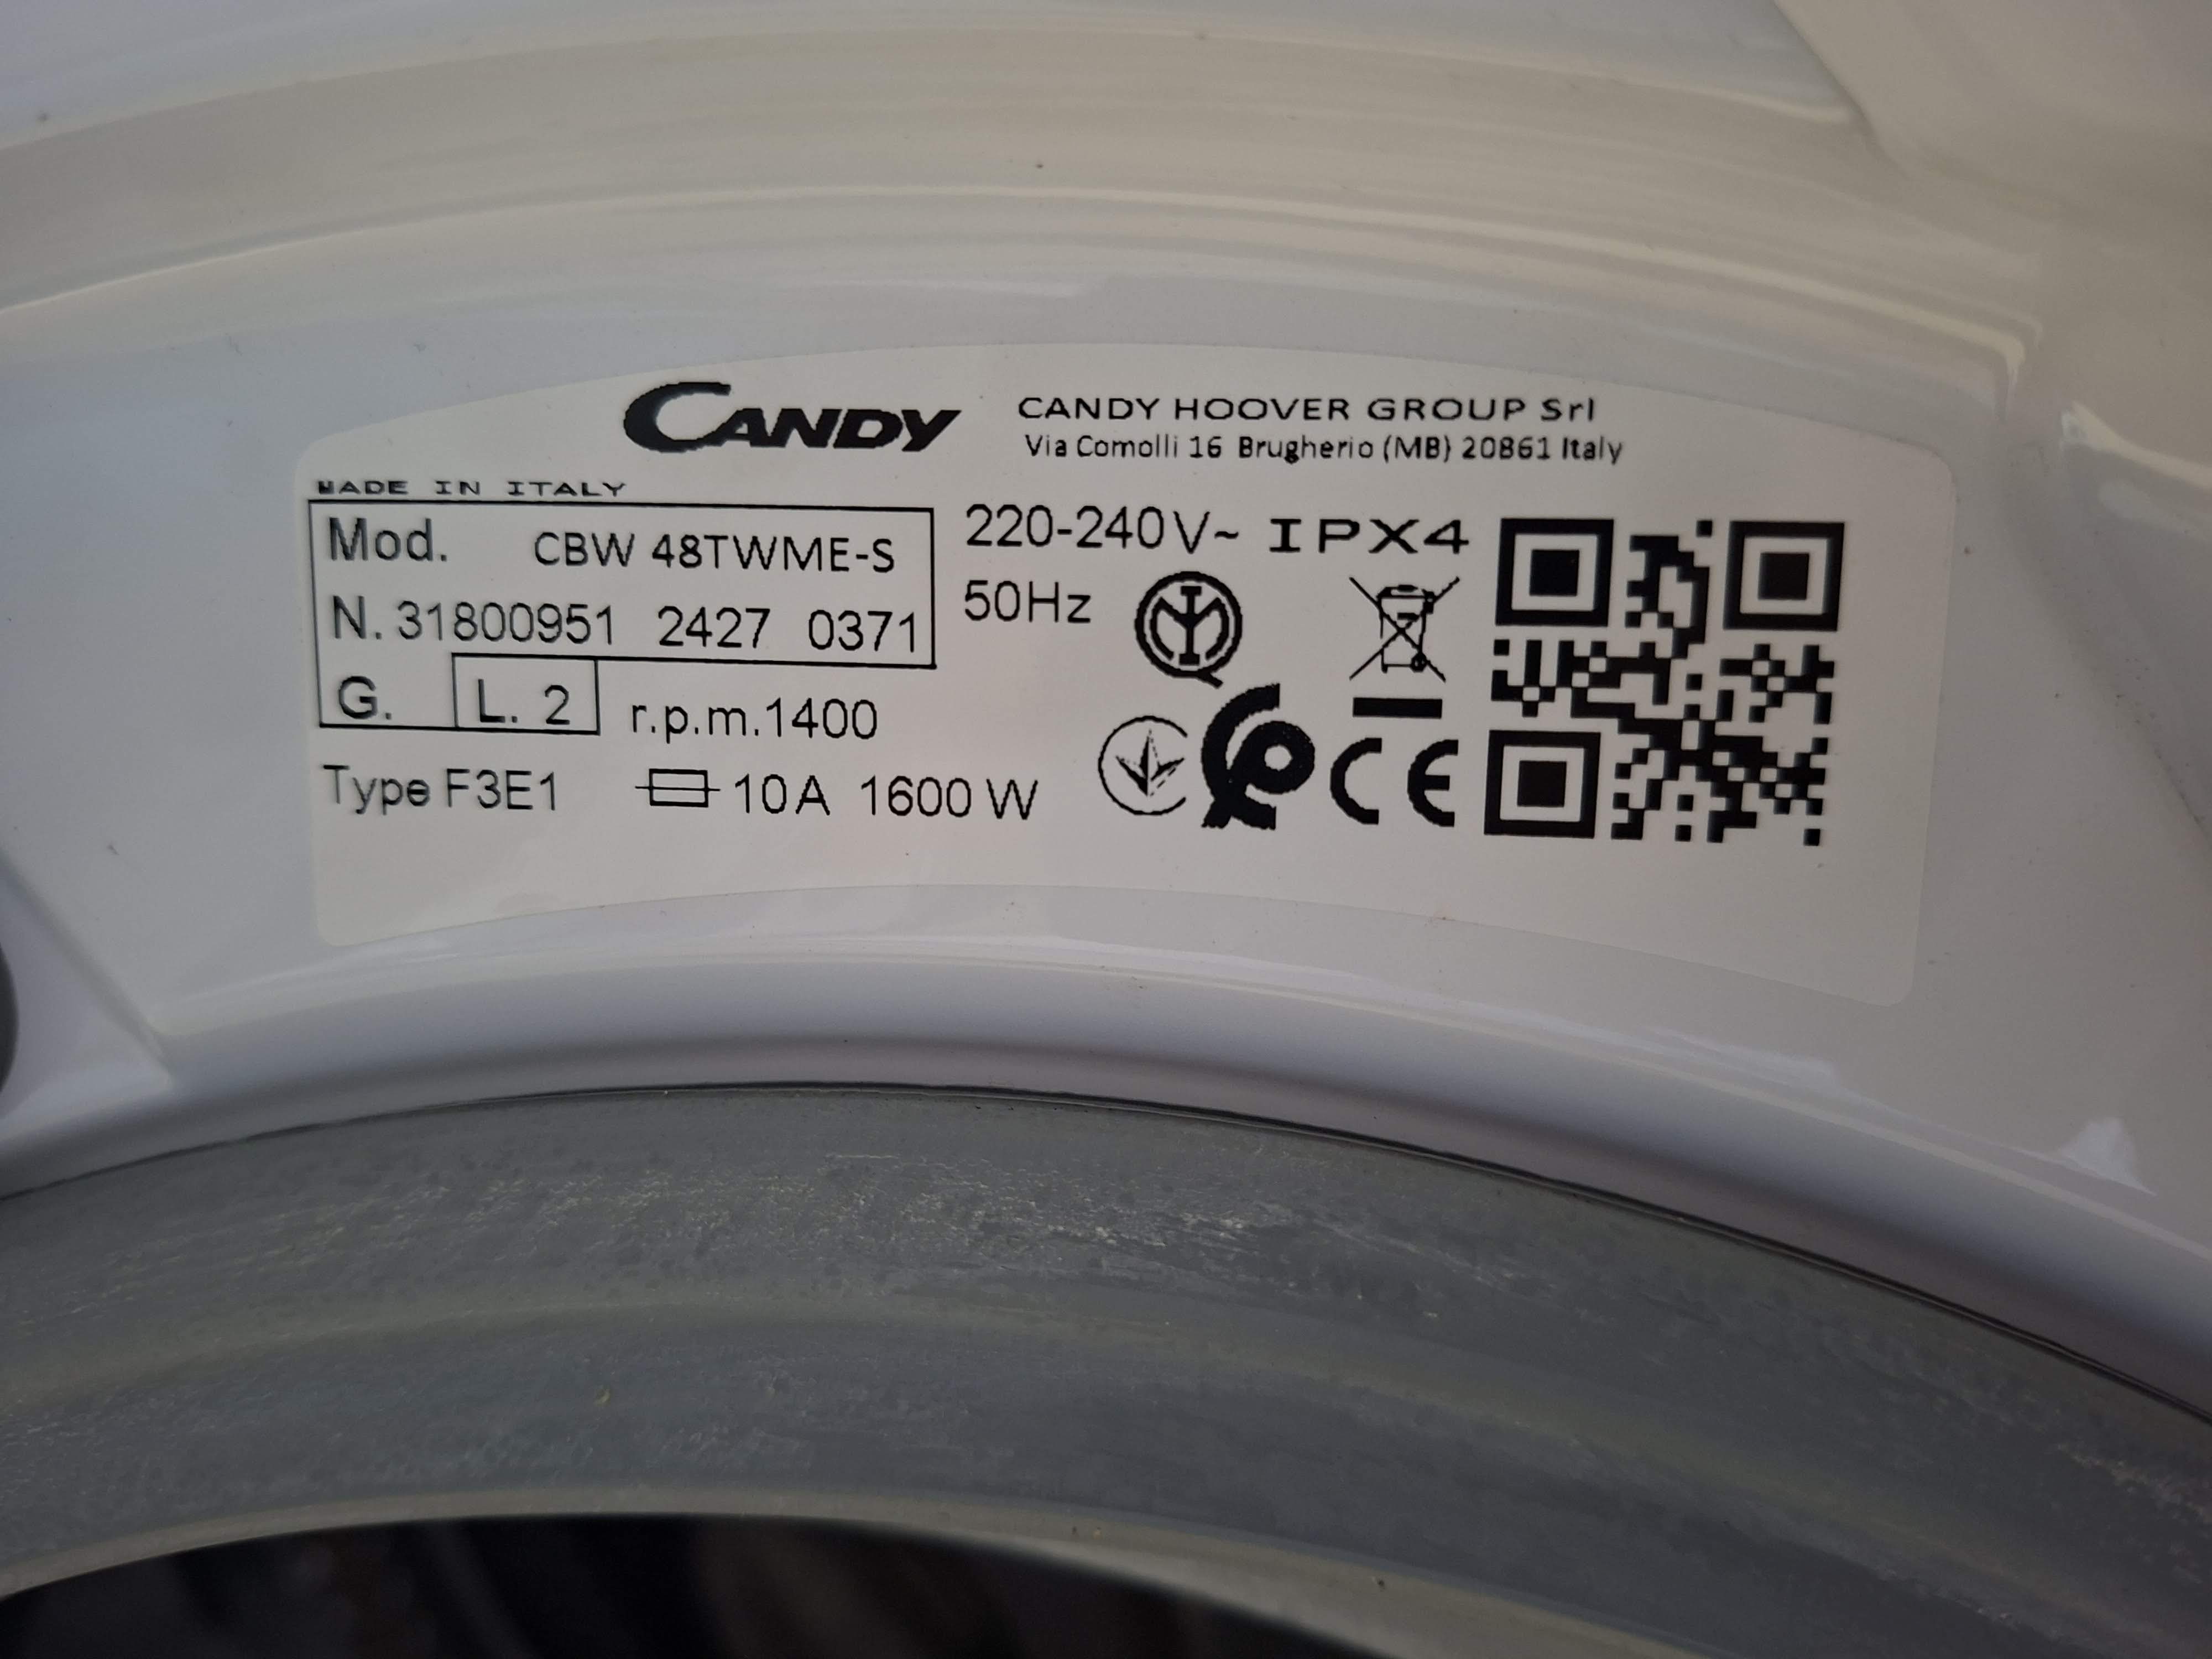 CANDY
CANDY HOOVER GROUP Srl
Via Comolli 16 Brugherio (MB) 20861 Italy
MADE IN ITALY
Mod. CBW 48TWME-S
N. 31800951 2427 0371
G. L. 2 r.p.m.1400
Type F3E1 10A 1600 W
220-240V~ IPX4
50Hz
CE